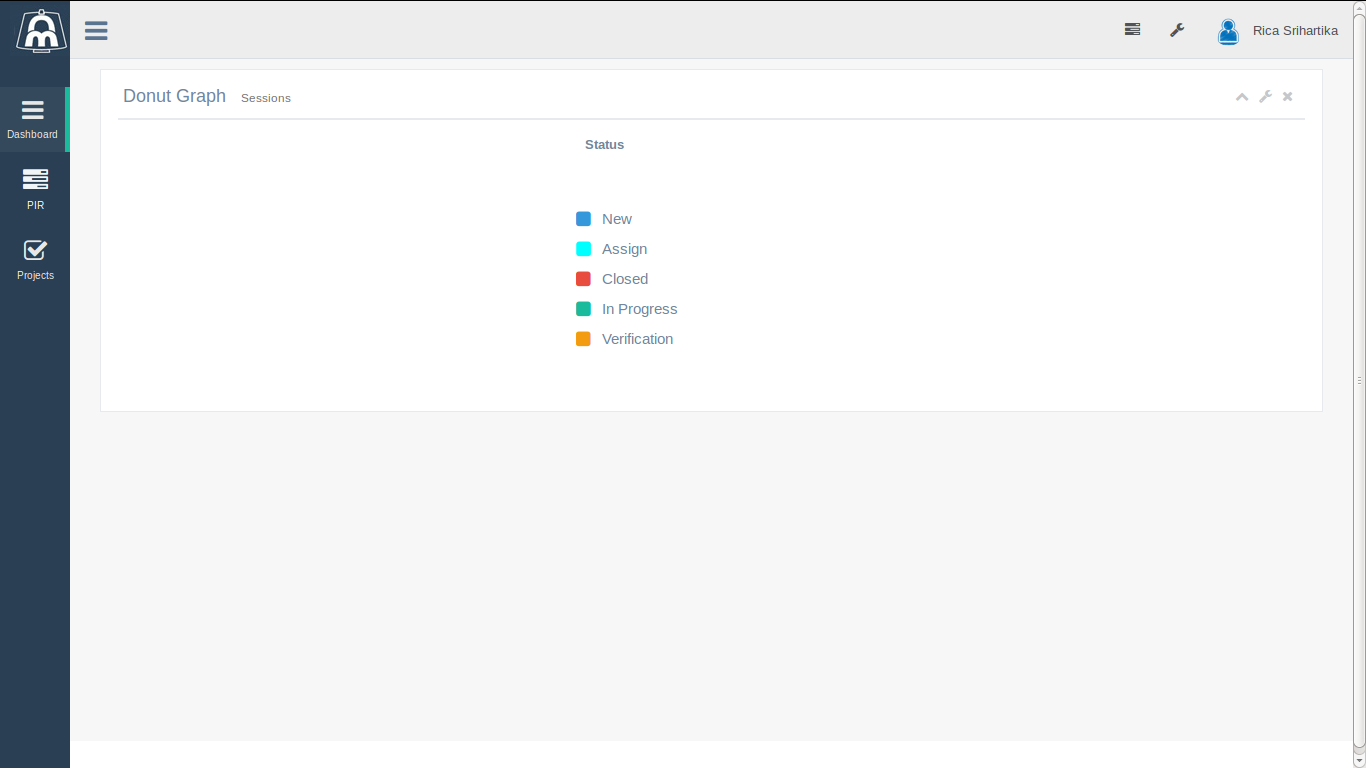 Rica Srihartika
Donut Graph Sessions
Status
Dashboard
PIR
Projects
New
Assign
Closed
In Progress
Verification